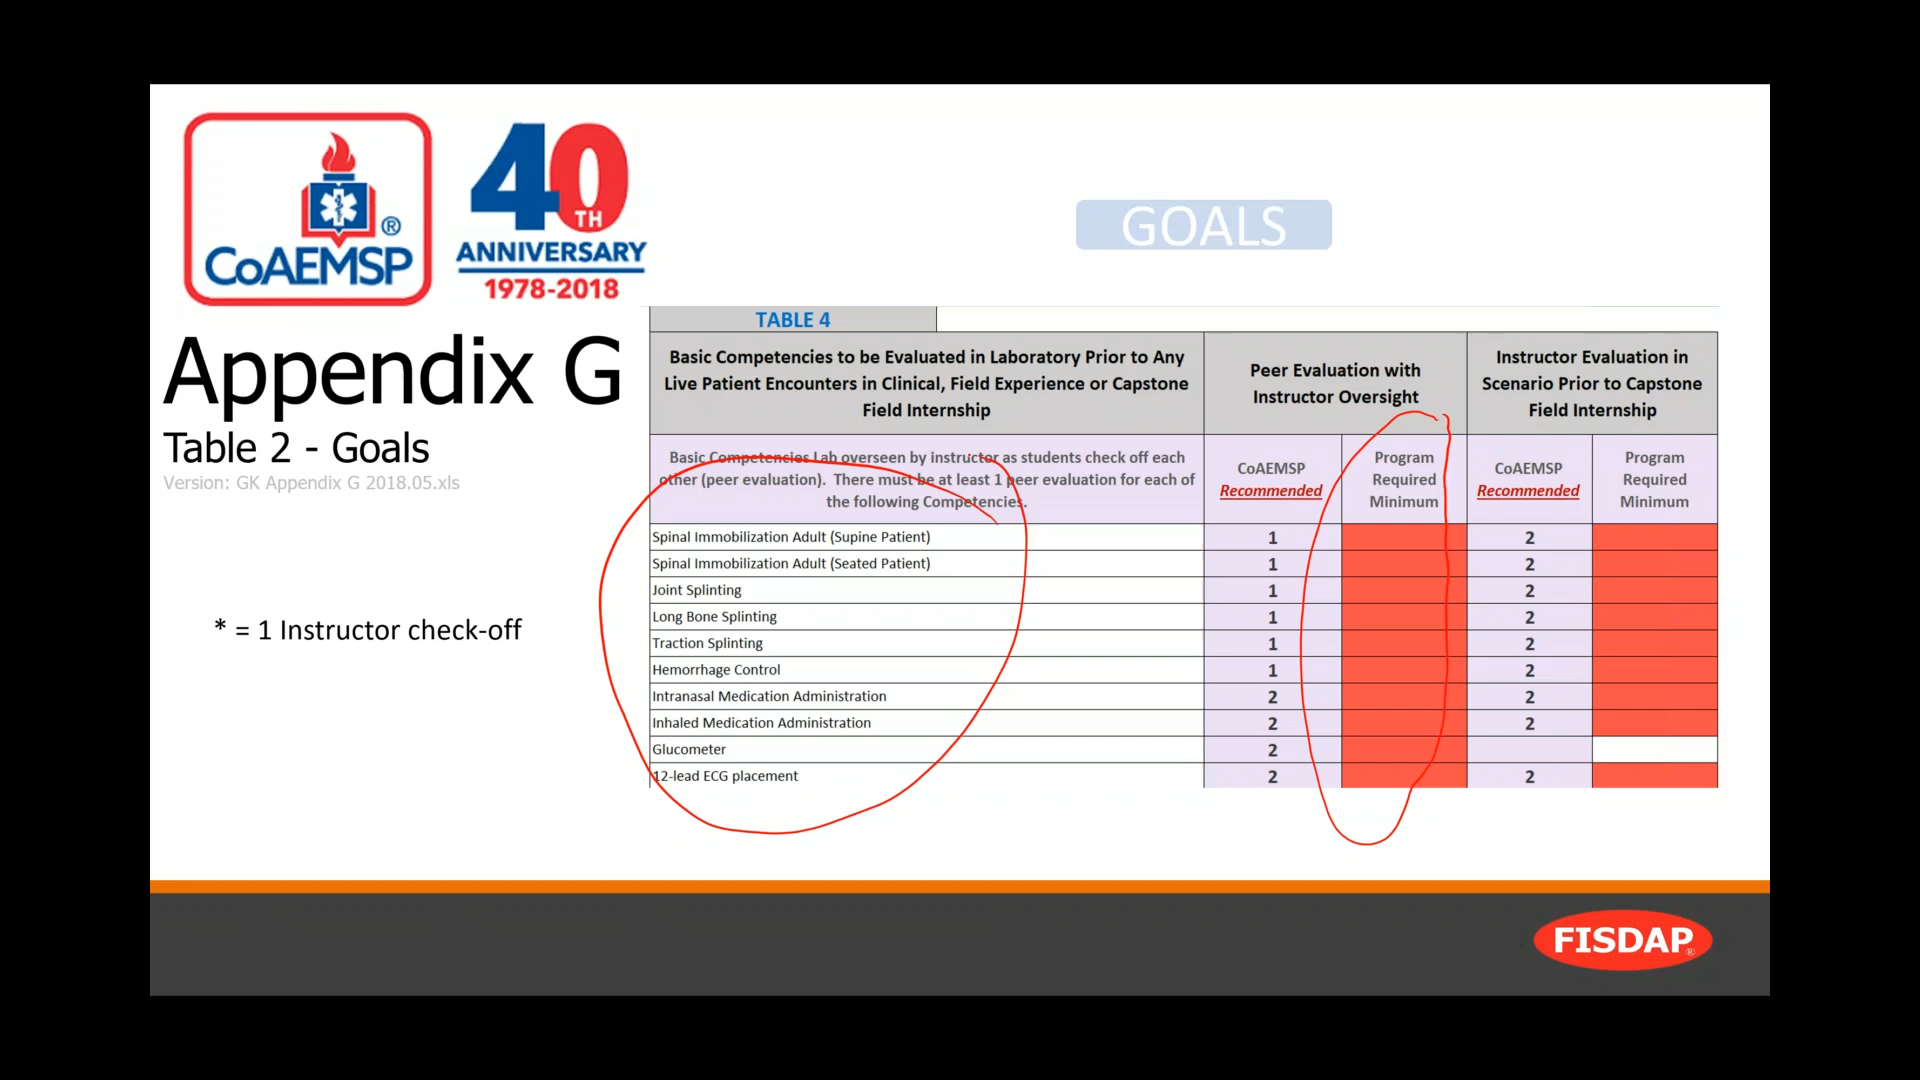 CoAEMSP ®
40TH
ANNIVERSARY
1978-2018
GOALS
Appendix G
Table 2 - Goals
Version: GK Appendix G 2018.05.xls
* = 1 Instructor check-off
TABLE 4
Basic Competencies to be Evaluated in Laboratory Prior to Any
Live Patient Encounters in Clinical, Field Experience or Capstone
Field Internship
Peer Evaluation with
Instructor Oversight
Instructor Evaluation in
Scenario Prior to Capstone
Field Internship
Basic Competencies Lab overseen by instructor as students check off each
other (peer evaluation). There must be at least 1 peer evaluation for each of
the following Competencies.
CoAEMSP
Recommended
Program
Required
Minimum
CoAEMSP
Recommended
Program
Required
Minimum
Spinal Immobilization Adult (Supine Patient) 1 2
Spinal Immobilization Adult (Seated Patient) 1 2
Joint Splinting 1 2
Long Bone Splinting 1 2
Traction Splinting 1 2
Hemorrhage Control 1 2
Intranasal Medication Administration 2 2
Inhaled Medication Administration 2 2
Glucometer 2
12-lead ECG placement 2 2
FISDAP®